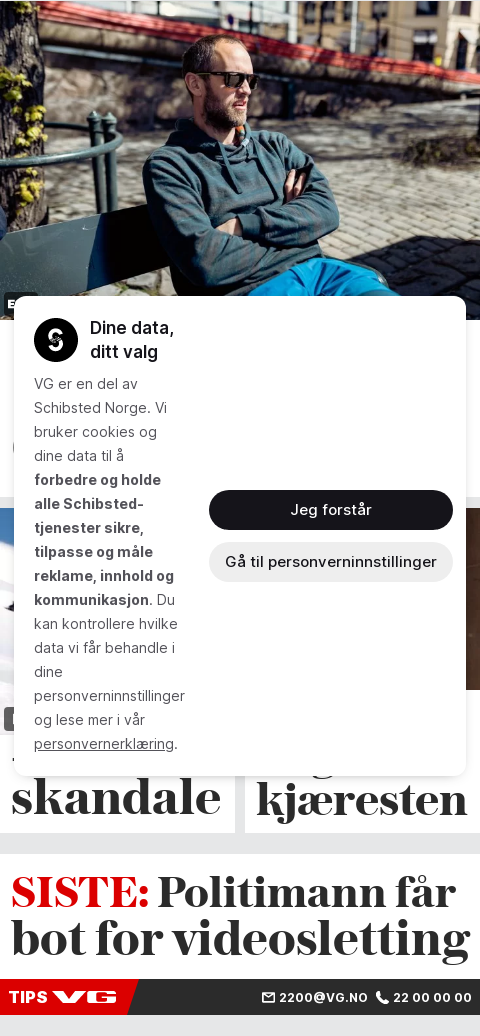 Dine data,
ditt valg
VG er en del av
Schibsted Norge. Vi
bruker cookies og
dine data til å
forbedre og holde
alle Schibsted-
tjenester sikre,
tilpasse og måle
reklame, innhold og
kommunikasjon. Du
kan kontrollere hvilke
data vi får behandle i
dine
personverninnstillinger
og lese mer i vår
personvernerklæring.
Jeg forstår
Gå til personverninnstillinger
skandale
kjæresten
SISTE: Politimann får
bot for videosletting
TIPS VG 2200@VG.NO 22 00 00 00